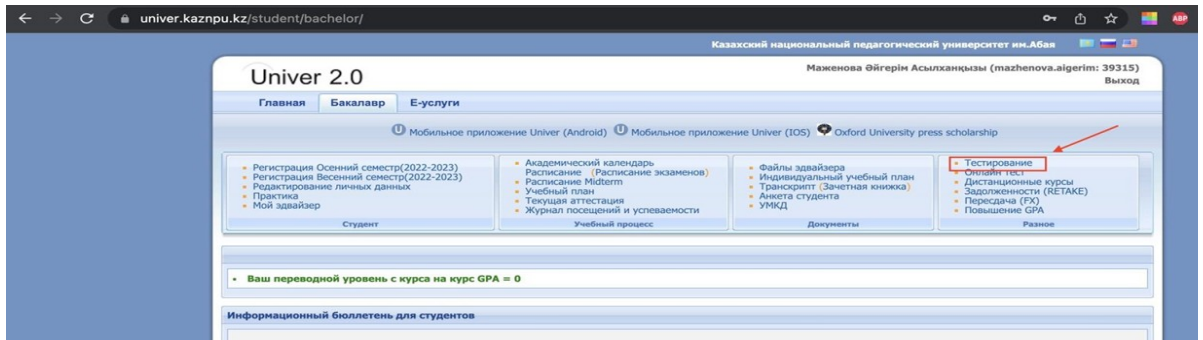 univer.kaznpu.kz/student/bachelor/
ABP
Казахский национальный педагогический университет им.Абая
Univer 2.0
Маженова Әйгерім Асылханқызы (mazhenova.aigerim: 39315)
Выход
Главная Бакалавр Е-услуги
Мобильное приложение Univer (Android) Мобильное приложение Univer (IOS) Oxford University press scholarship
Регистрация Осенний семестр(2022-2023)
Регистрация Весенний семестр(2022-2023)
Редактирование личных данных
Практика
Мой эдвайзер
Студент
Академический календарь
Расписание (Расписание экзаменов)
Расписание Midterm
Учебный план
Текущая аттестация
Журнал посещений и успеваемости
Учебный процесс
Файлы эдвайзера
Индивидуальный учебный план
Транскрипт (Зачетная книжка)
Анкета студента
УМКД
Документы
Тестирование
Онлайн тест
Дистанционные курсы
Задолженности (RETAKE)
Пересдача (FX)
Повышение GPA
Разное
Ваш переводной уровень с курса на курс GPA = 0
Информационный бюллетень для студентов